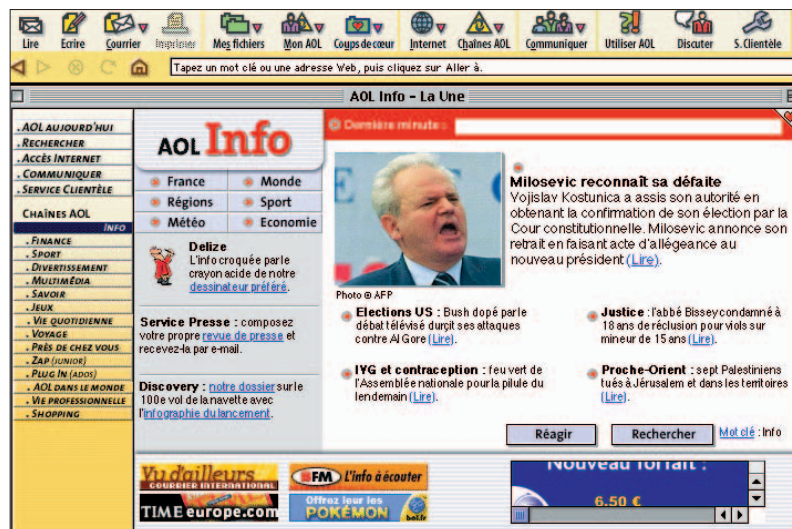 Lire Ecrire Courrier Imprimer Mes fichiers Mon AOL Coups de cœur Internet Chaînes AOL Communiquer Utiliser AOL Discuter S. Clientèle
Tapez un mot clé ou une adresse Web, puis cliquez sur Aller à.
AOL Info - La Une
. AOL AUJOURD'HUI
. RECHERCHER
. ACCÈS INTERNET
. COMMUNIQUER
. SERVICE CLIENTÈLE
CHAÎNES AOL
INFO
. FINANCE
. SPORT
. DIVERTISSEMENT
. MULTIMÉDIA
. SAVOIR
. JEUX
. VIE QUOTIDIENNE
. VOYAGE
. PRÈS DE CHEZ VOUS
. ZAP (JUNIOR)
. PLUG IN (ADOS)
. AOL DANS LE MONDE
. VIE PROFESSIONNELLE
. SHOPPING
AOL Info
France Monde
Régions Sport
Météo Economie
Delize
L'info croquée par le
crayon acide de notre
dessinateur préféré.
Service Presse : composez
votre propre revue de presse et
recevez-la par e-mail.
Discovery : notre dossier sur le
100e vol de la navette avec
l'infographie du lancement.
Dernière minute :
Photo @ AFP
Milosevic reconnaît sa défaite
Vojislav Kostunica a assis son autorité en
obtenant la confirmation de son élection par la
Cour constitutionnelle. Milosevic annonce son
retrait en faisant acte d'allégeance au
nouveau président (Lire).
Elections US : Bush dopé par le
débat télévisé durçit ses attaques
contre Al Gore (Lire).
Justice : l'abbé Bissey condamné à
18 ans de réclusion pour viols sur
mineur de 15 ans (Lire).
IVG et contraception : feu vert de
l'Assemblée nationale pour la pilule du
lendemain (Lire).
Proche-Orient : sept Palestiniens
tués à Jérusalem et dans les territoires
(Lire).
Réagir Rechercher Mot clé : Info
Vu d'ailleurs
COURRIER INTERNATIONAL
FM L'info à écouter
TIME europe.com
Offrez leur les
POKÉMON bol.fr
Nouveau forfait :
6.50 €